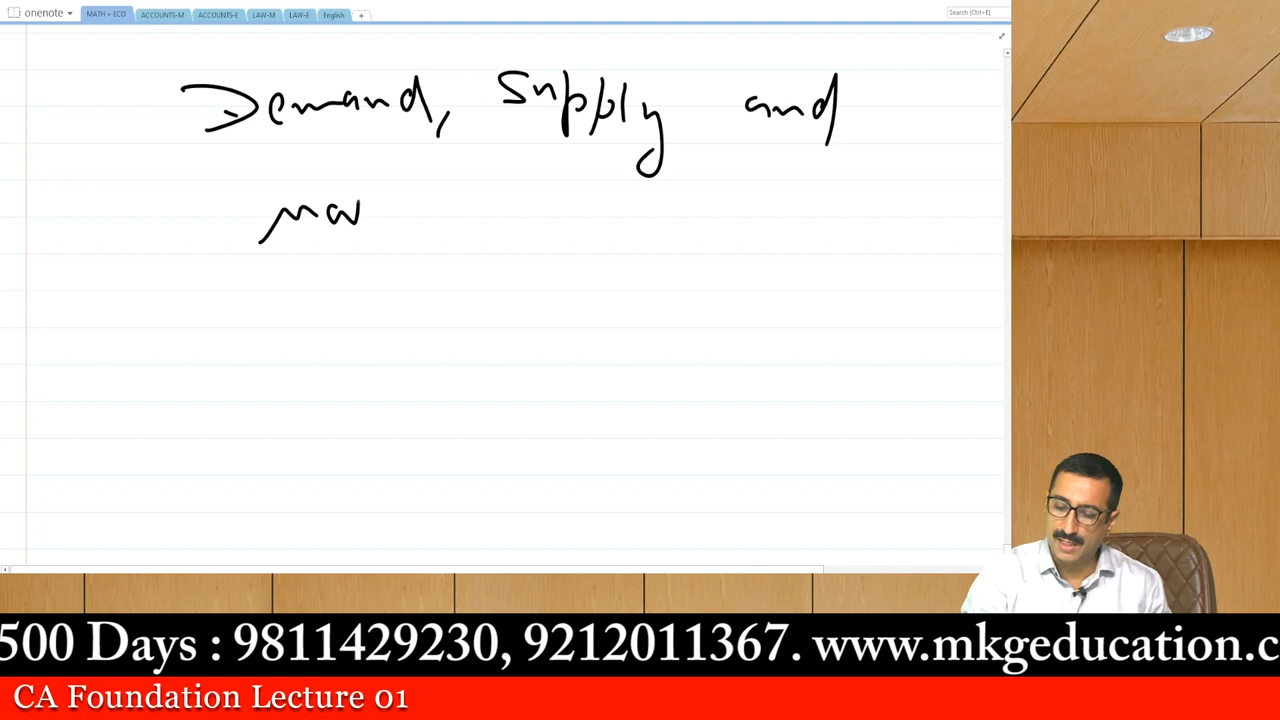 onenote MATH + ECO ACCOUNTS-M ACCOUNTS-E LAW-M LAW-E English + Search (Ctrl+E)
Demand, Supply and
Ma
500 Days : 9811429230, 9212011367. www.mkgeducation.c
CA Foundation Lecture 01